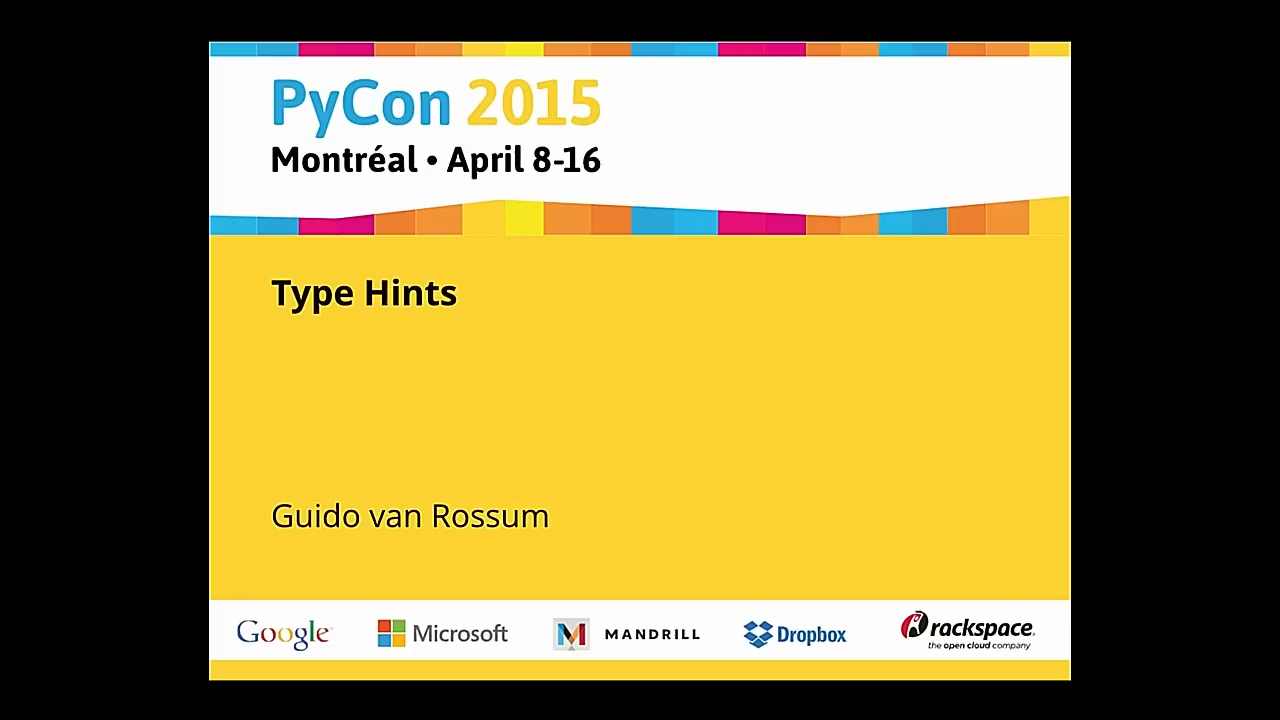 PyCon 2015
Montréal • April 8-16
Type Hints
Guido van Rossum
Google Microsoft MANDRILL Dropbox rackspace.
the open cloud company